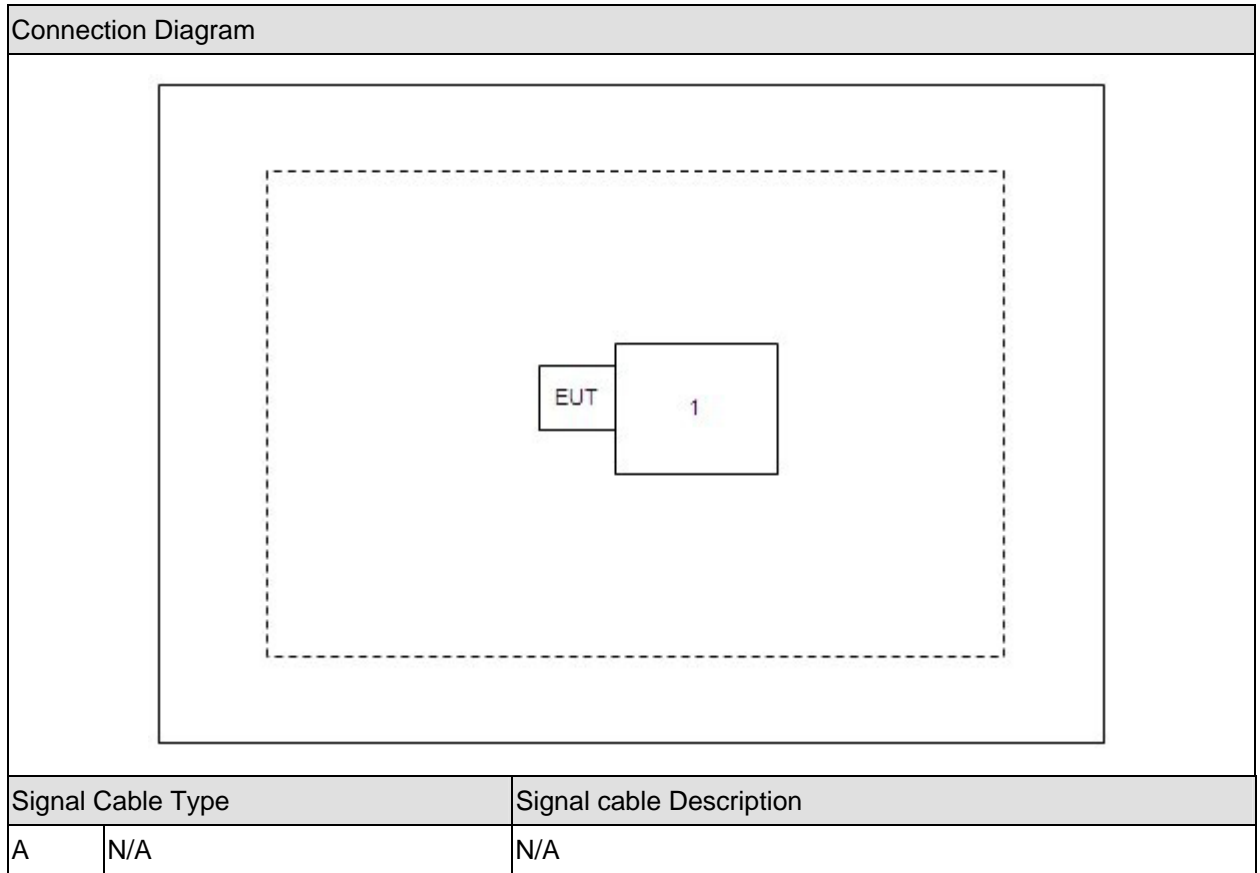 Connection Diagram
EUT
1
Signal Cable Type Signal cable Description
A N/A N/A